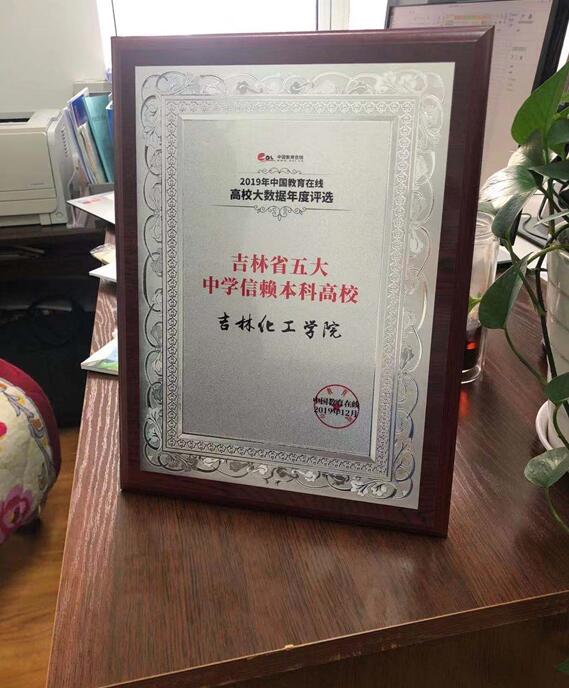 eOL 中国教育在线
2019年中国教育在线
高校大数据年度评选
吉林省五大
中学信赖本科高校
吉林化工学院
中国教育在线
2019年12月